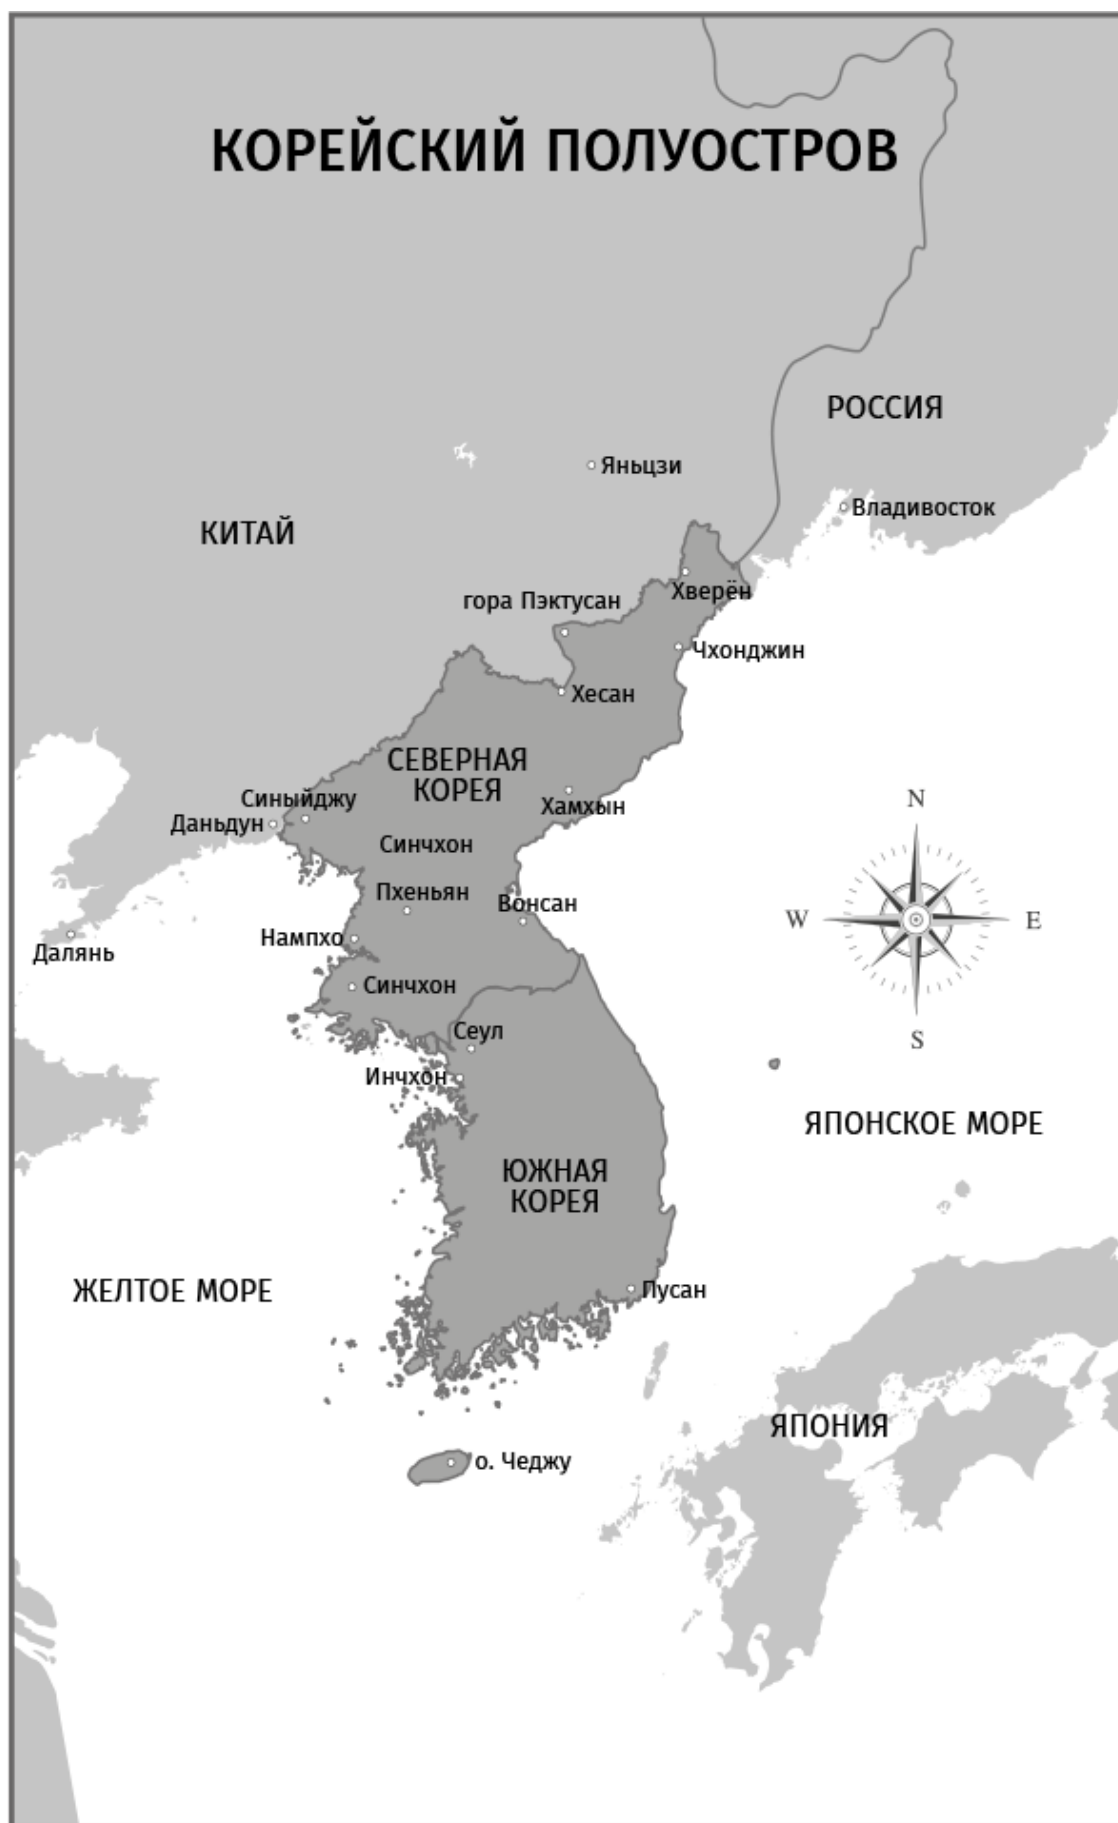 КОРЕЙСКИЙ ПОЛУОСТРОВ
РОССИЯ
Яньцзи
Владивосток
КИТАЙ
Хверён
гора Пэктусан
Чхонджин
Хесан
СЕВЕРНАЯ
КОРЕЯ
Синыйджу
Хамхын
N
Даньдун
Синчхон
Пхеньян
Вонсан
W
E
Нампхо
Далянь
Синчхон
Сеул
S
Инчхон
ЯПОНСКОЕ МОРЕ
ЮЖНАЯ
КОРЕЯ
ЖЕЛТОЕ МОРЕ
Пусан
ЯПОНИЯ
о. Чеджу